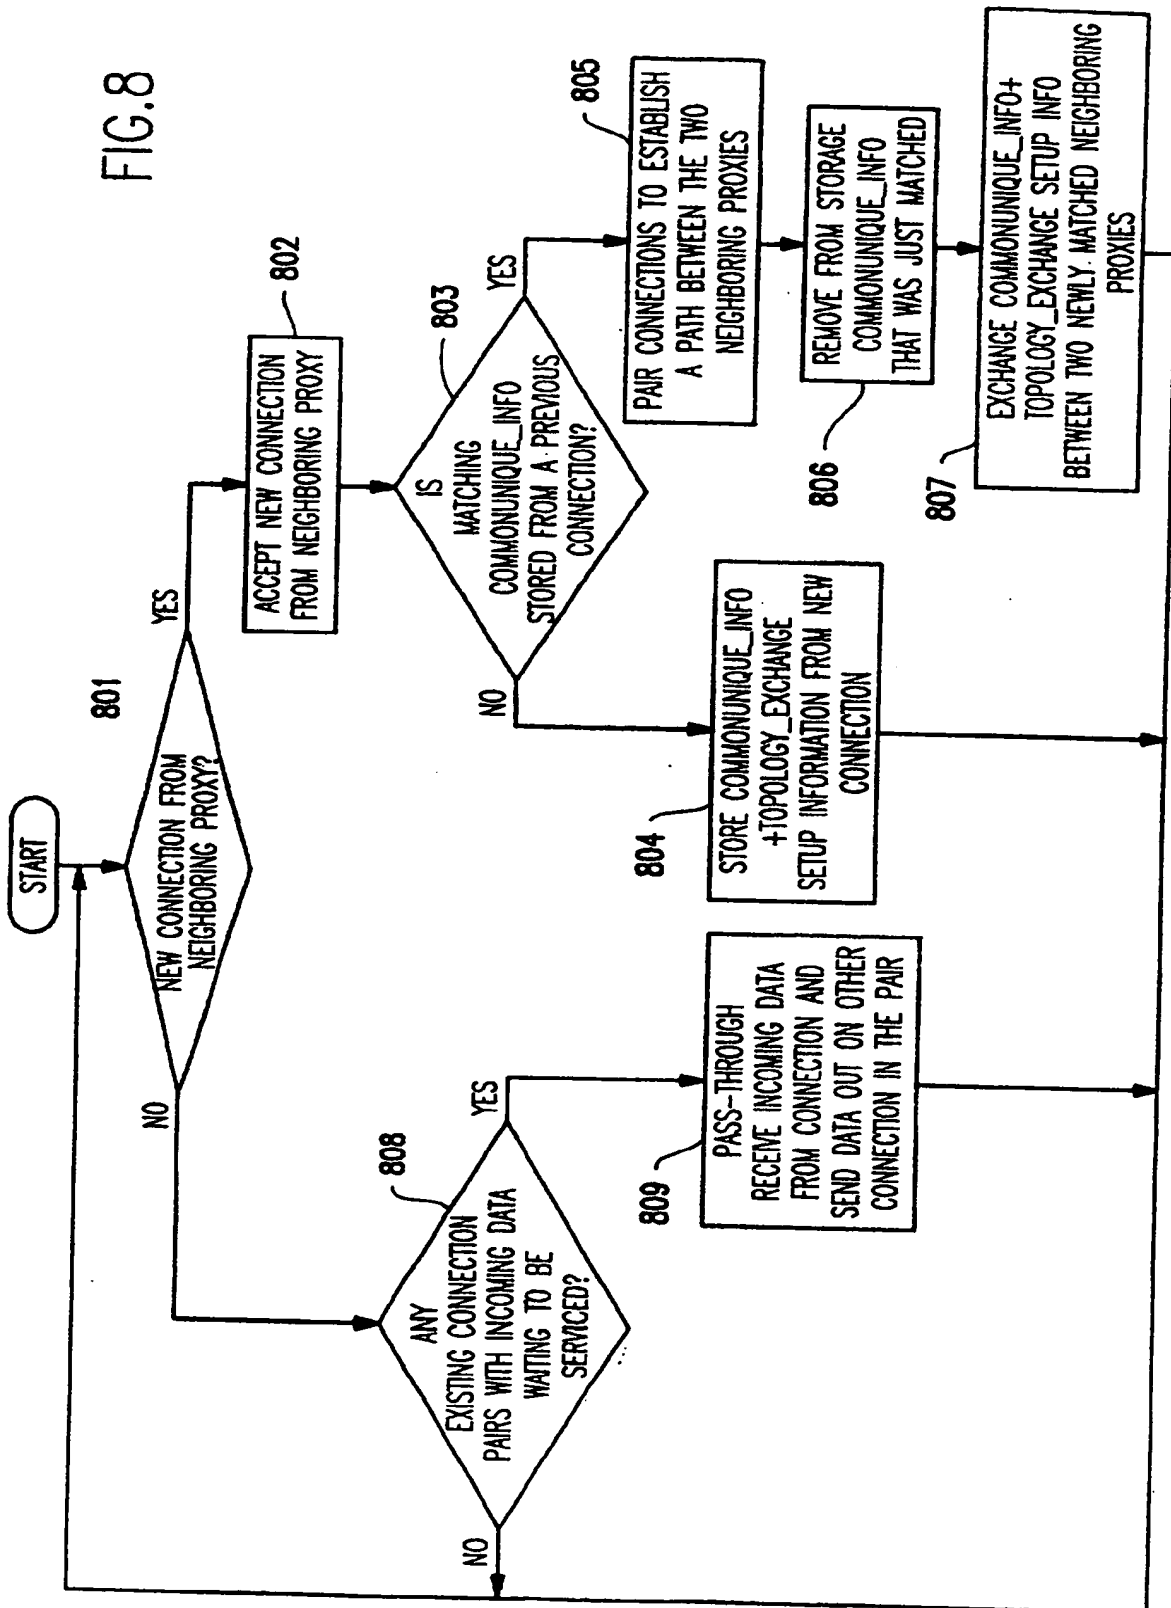 FIG.8
START
801
NEW CONNECTION FROM
NEIGHBORING PROXY?
YES
NO
802
ACCEPT NEW CONNECTION
FROM NEIGHBORING PROXY
803
IS
MATCHING
COMMONUNIQUE_INFO
STORED FROM A PREVIOUS
CONNECTION?
YES
NO
804
STORE COMMONUNIQUE_INFO
+TOPOLOGY_EXCHANGE
SETUP INFORMATION FROM NEW
CONNECTION
805
PAIR CONNECTIONS TO ESTABLISH
A PATH BETWEEN THE TWO
NEIGHBORING PROXIES
806
REMOVE FROM STORAGE
COMMONUNIQUE_INFO
THAT WAS JUST MATCHED
807
EXCHANGE COMMONUNIQUE_INFO+
TOPOLOGY_EXCHANGE SETUP INFO
BETWEEN TWO NEWLY MATCHED NEIGHBORING
PROXIES
808
ANY
EXISTING CONNECTION
PAIRS WITH INCOMING DATA
WAITING TO BE
SERVICED?
YES
NO
809
PASS-THROUGH
RECEIVE INCOMING DATA
FROM CONNECTION AND
SEND DATA OUT ON OTHER
CONNECTION IN THE PAIR